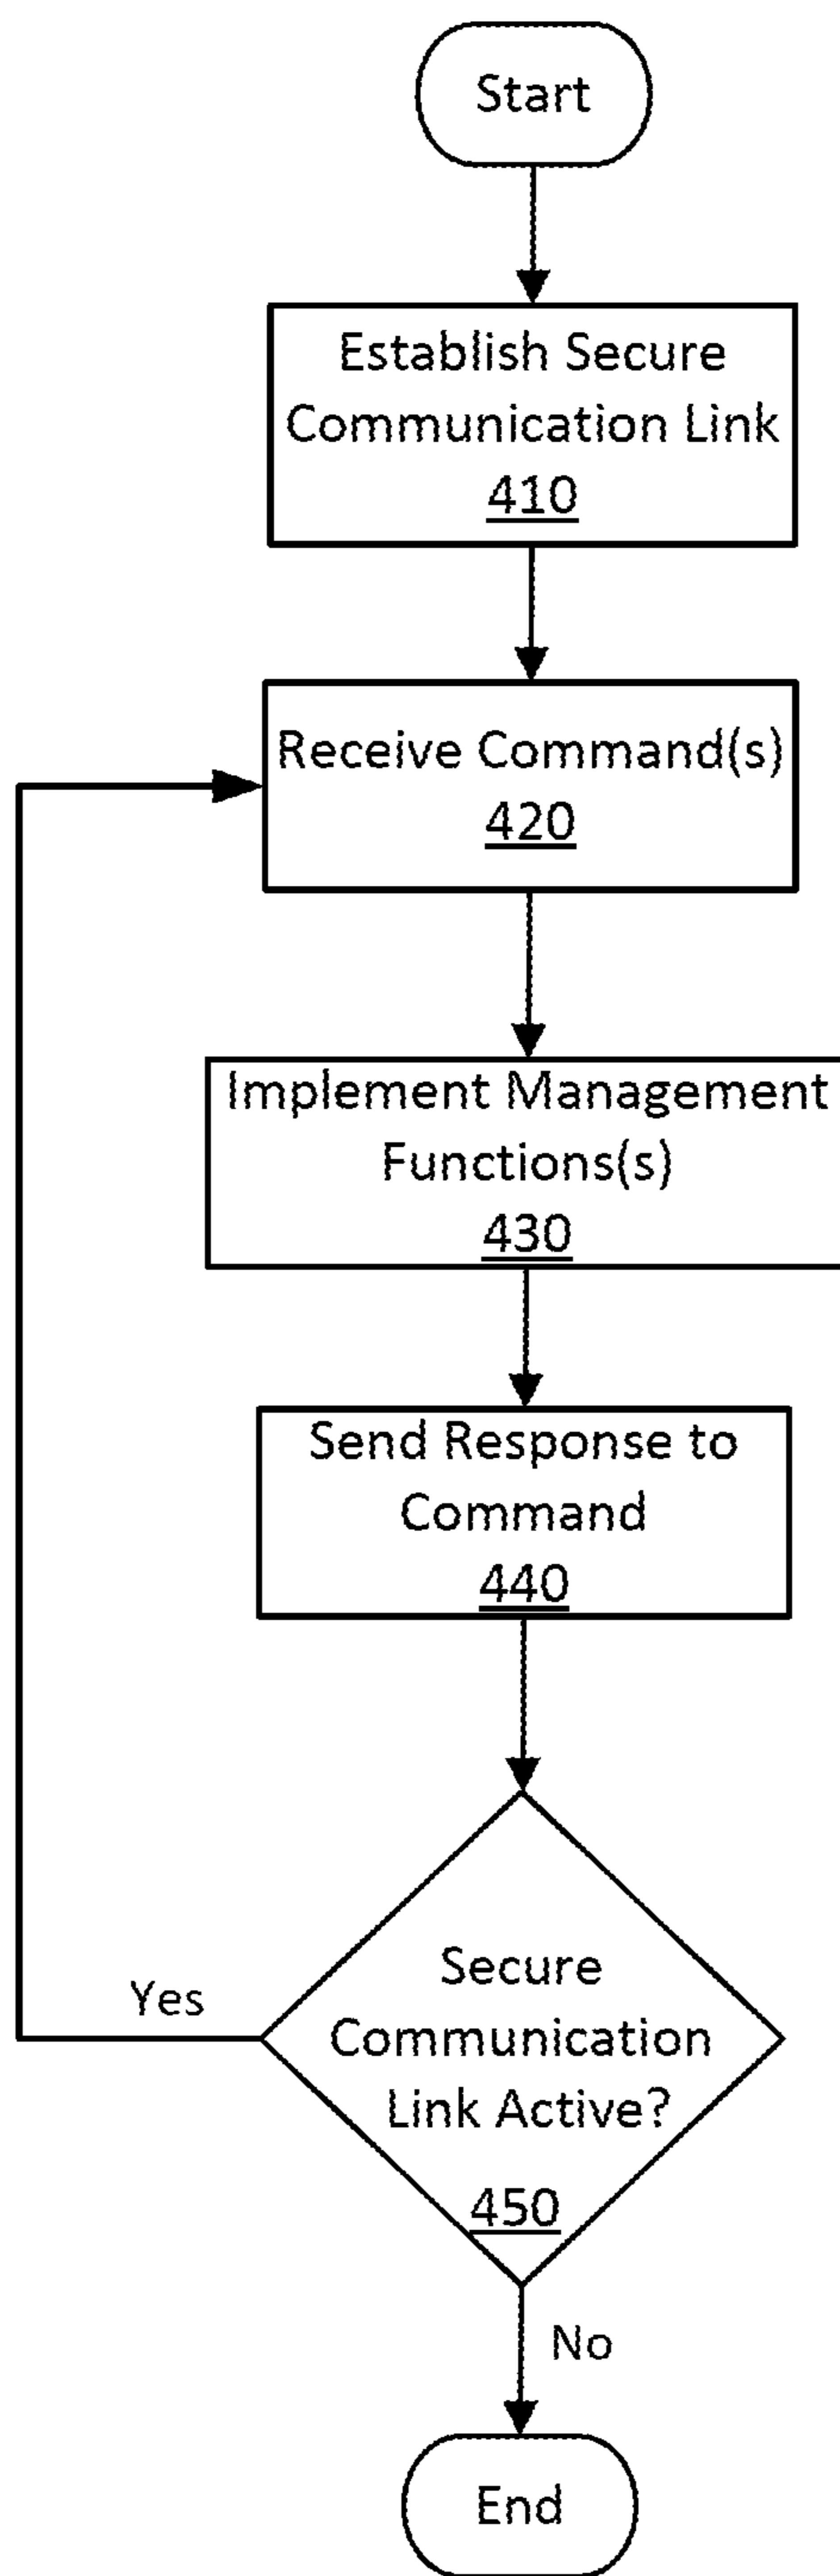 Start
Establish Secure
Communication Link
410
Receive Command(s)
420
Implement Management
Functions(s)
430
Send Response to
Command
440
Secure
Communication
Link Active?
450
Yes
No
End